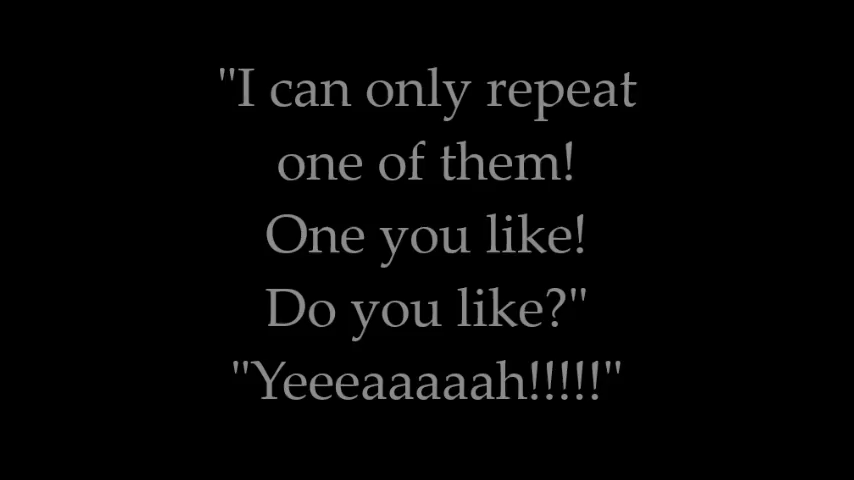 "I can only repeat
one of them!
One you like!
Do you like?"
"Yeeeaaaaah!!!!!"